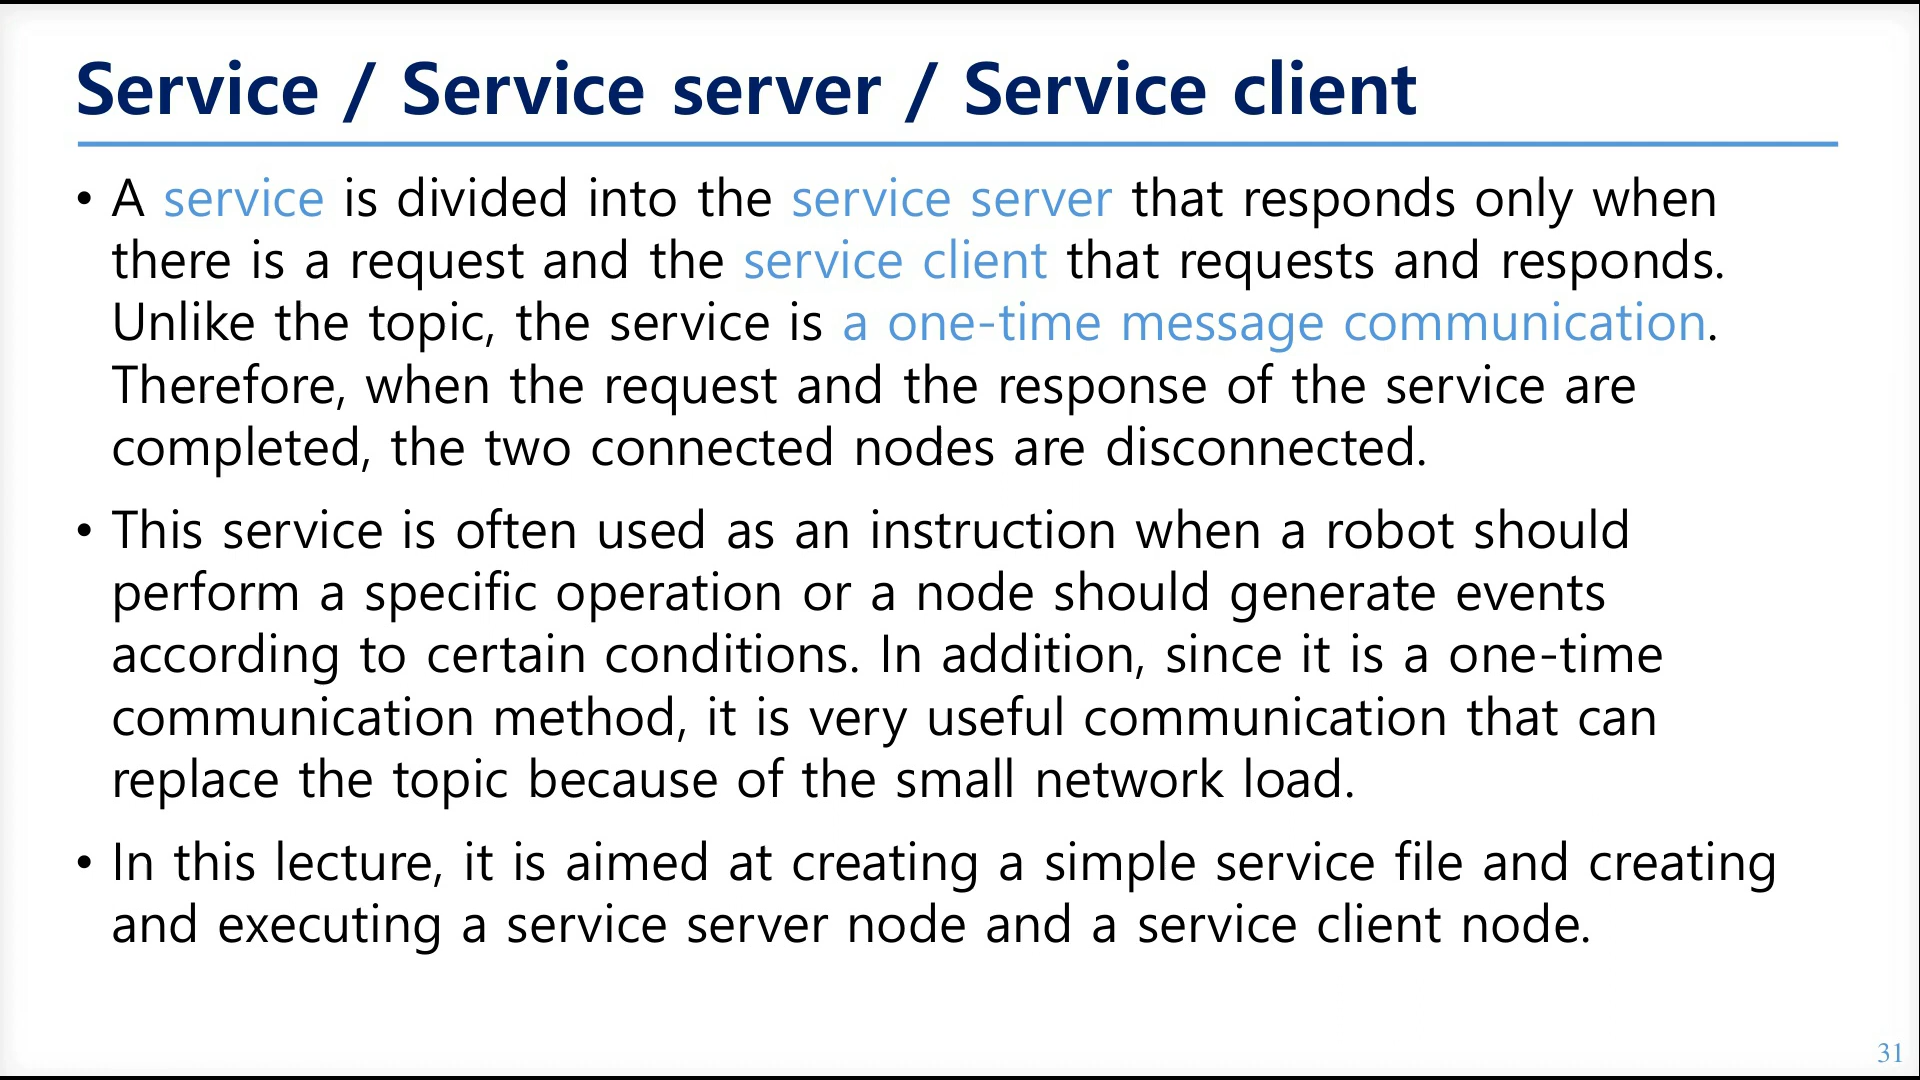 Service / Service server / Service client
• A service is divided into the service server that responds only when
there is a request and the service client that requests and responds.
Unlike the topic, the service is a one-time message communication.
Therefore, when the request and the response of the service are
completed, the two connected nodes are disconnected.
• This service is often used as an instruction when a robot should
perform a specific operation or a node should generate events
according to certain conditions. In addition, since it is a one-time
communication method, it is very useful communication that can
replace the topic because of the small network load.
• In this lecture, it is aimed at creating a simple service file and creating
and executing a service server node and a service client node.
31